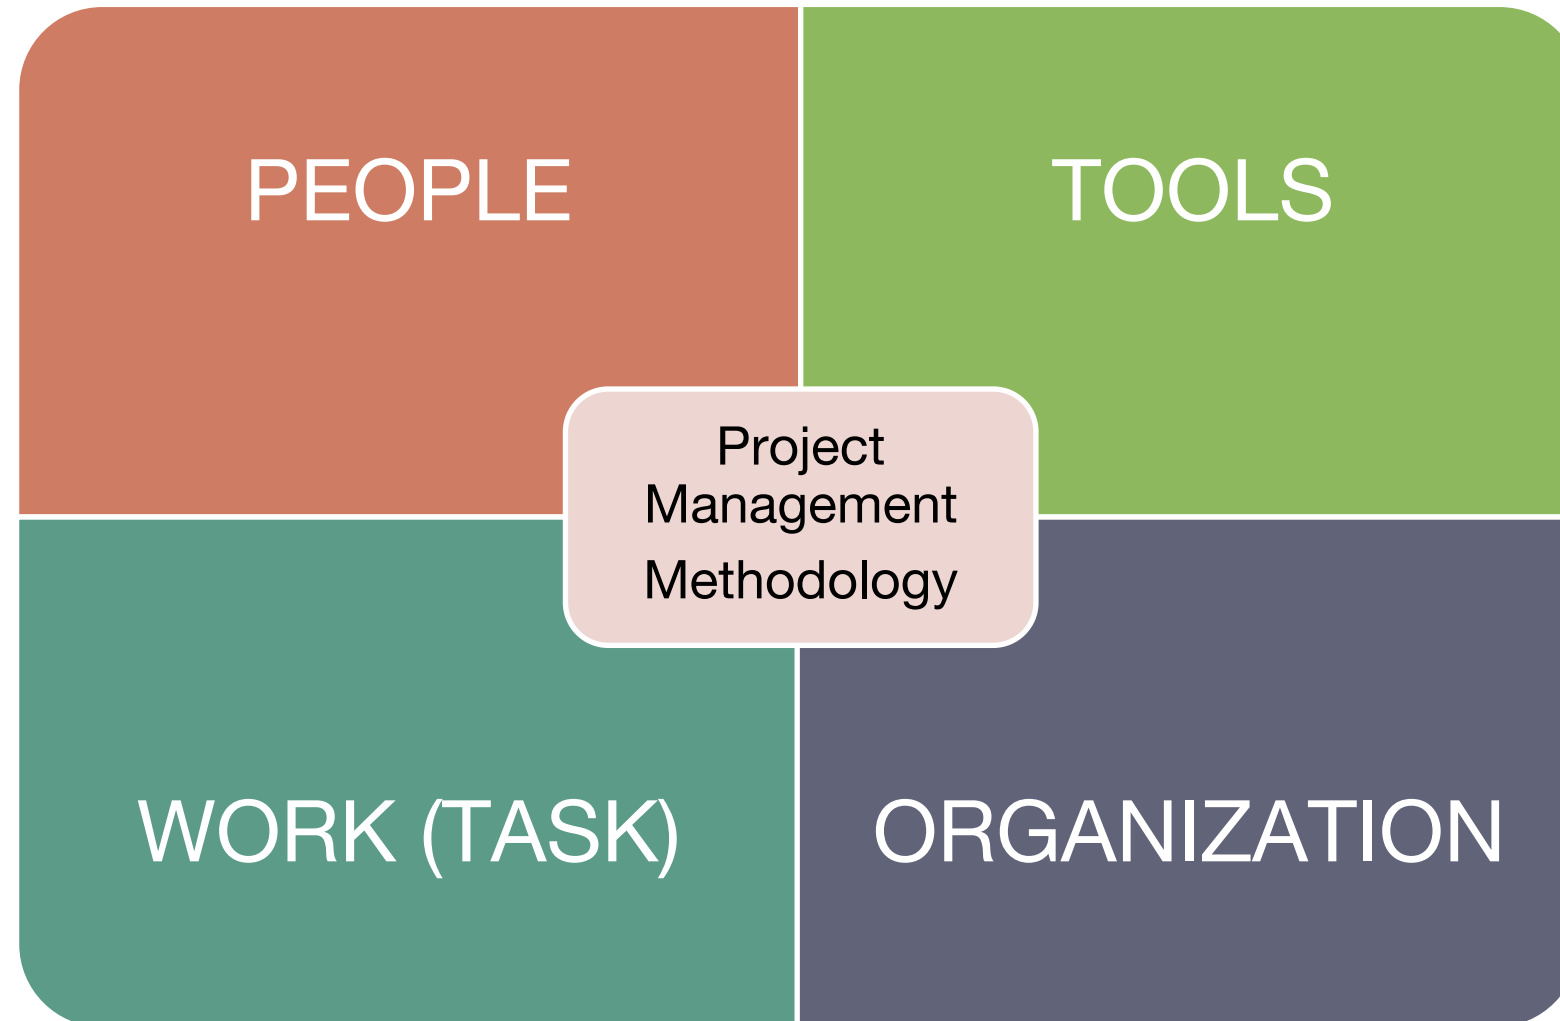 PEOPLE
TOOLS
Project
Management
Methodology
WORK (TASK)
ORGANIZATION